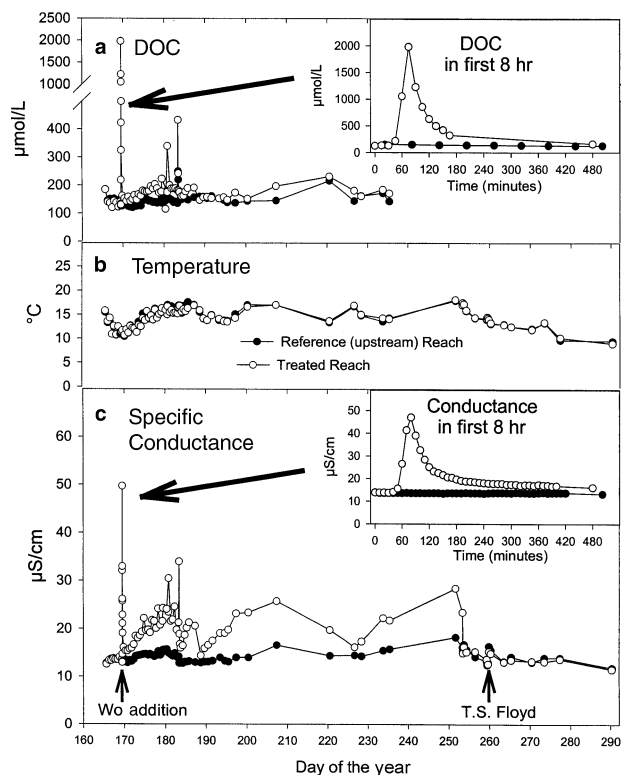 2500
2000
1500
1000
500
400
300
200
100
0
µmol/L
a DOC
2500
2000
1500
1000
500
0
µmol/L
DOC
in first 8 hr
0 60 120 180 240 300 360 420 480
Time (minutes)
25
20
15
10
5
0
°C
b Temperature
Reference (upstream) Reach
Treated Reach
60
50
40
30
20
10
0
µS/cm
c Specific
Conductance
60
50
40
30
20
10
0
µS/cm
Conductance
in first 8 hr
0 60 120 180 240 300 360 420 480
Time (minutes)
Wo addition
T.S. Floyd
160 170 180 190 200 210 220 230 240 250 260 270 280 290
Day of the year